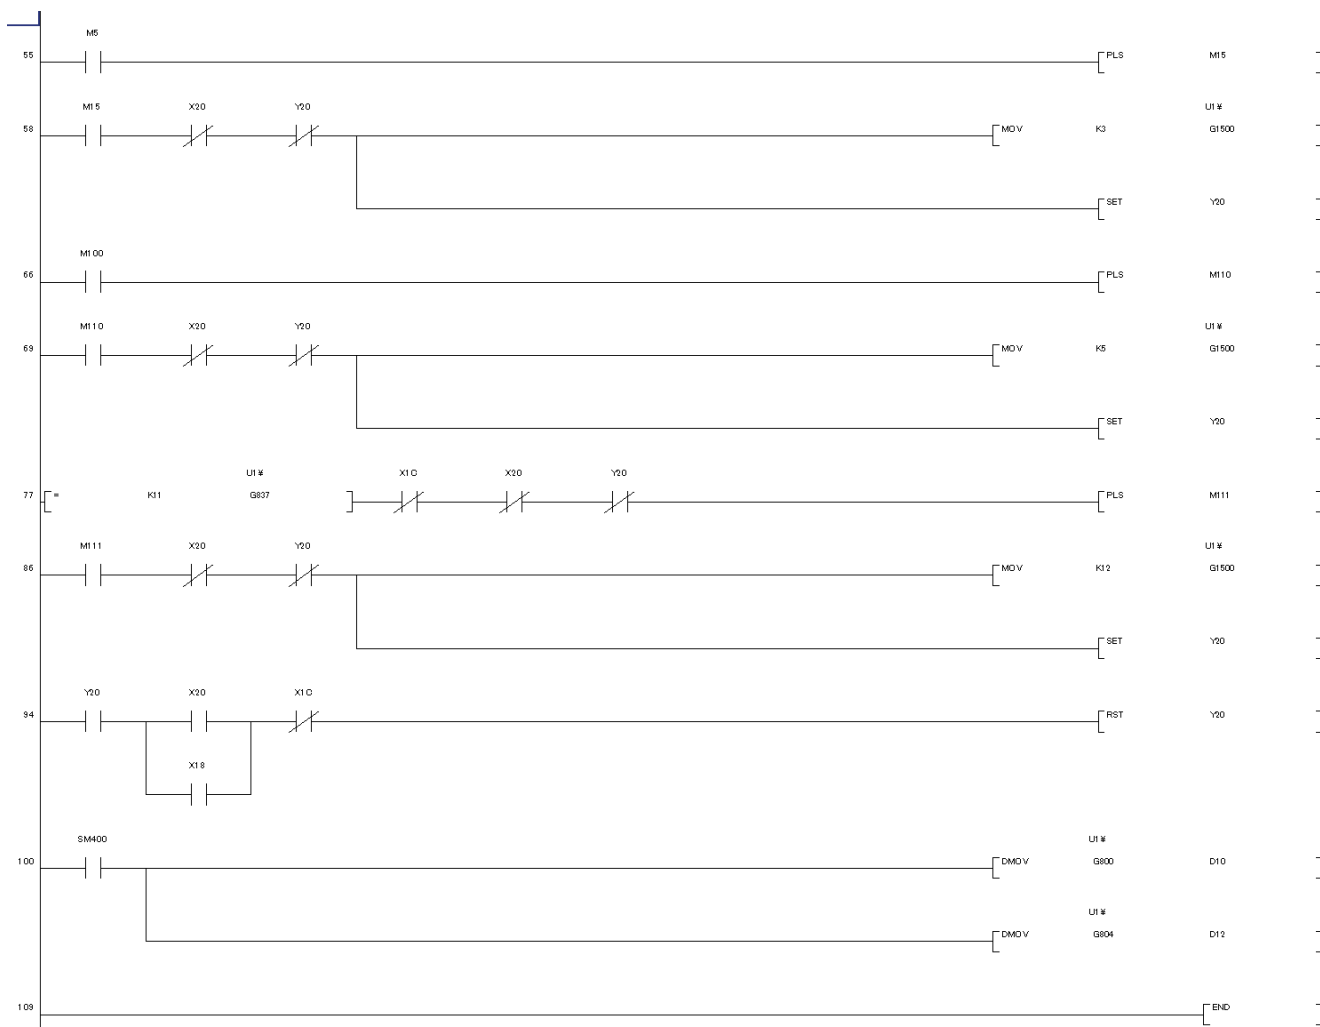 M5
55 PLS M15
M15 X20 Y20 U1¥
58 MOV K3 G1500
SET Y20
M100
66 PLS M110
M110 X20 Y20 U1¥
69 MOV K5 G1500
SET Y20
U1¥ X1C X20 Y20
77 = K11 G837 PLS M111
M111 X20 Y20 U1¥
86 MOV K12 G1500
SET Y20
Y20 X20 X1C
94 RST Y20
X18
SM400 U1¥
100 DMOV G800 D10
U1¥
DMOV G804 D12
109 END